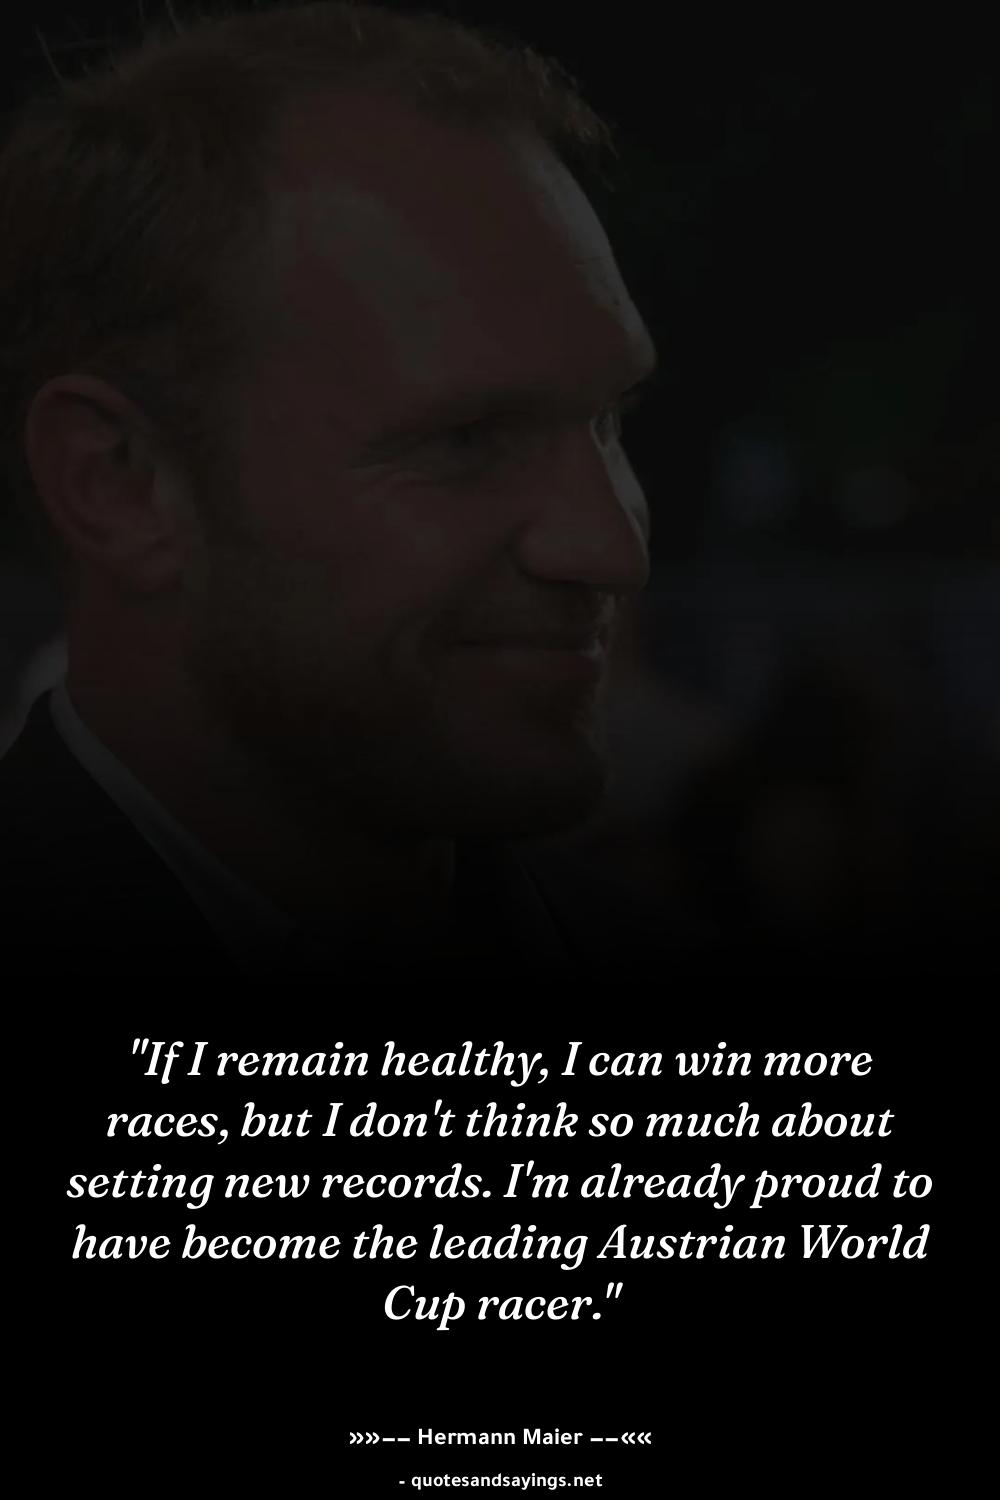 "If I remain healthy, I can win more
races, but I don't think so much about
setting new records. I'm already proud to
have become the leading Austrian World
Cup racer."
»»−− Hermann Maier −−««
- quotesandsayings.net